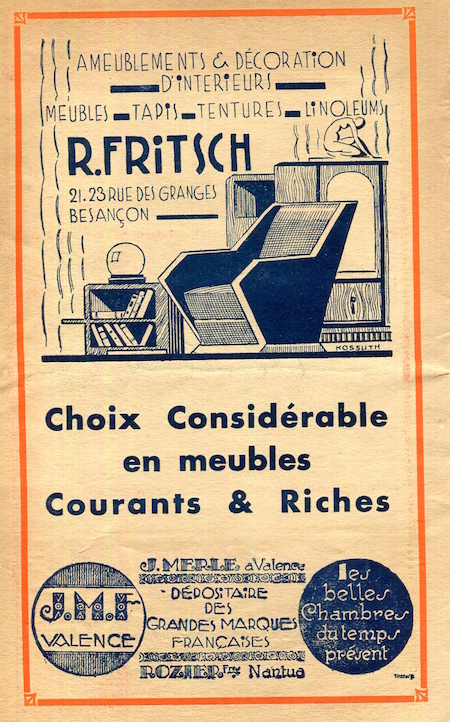 AMEUBLEMENTS & DÉCORATION
D'INTERIEURS
MEUBLES - TAPIS - TENTURES - LINOLEUMS
R. FRITSCH
21.23 RUE DES GRANGES
BESANÇON
KOSSUTH
Choix Considérable
en meubles
Courants & Riches
J.M.F
VALENCE
J. MERLE a Valence
DÉPOSITAIRE
DES
GRANDES MARQUES
FRANÇAISES
ROZIER Fres Nantua
les
belles
Chambres
du temps
présent